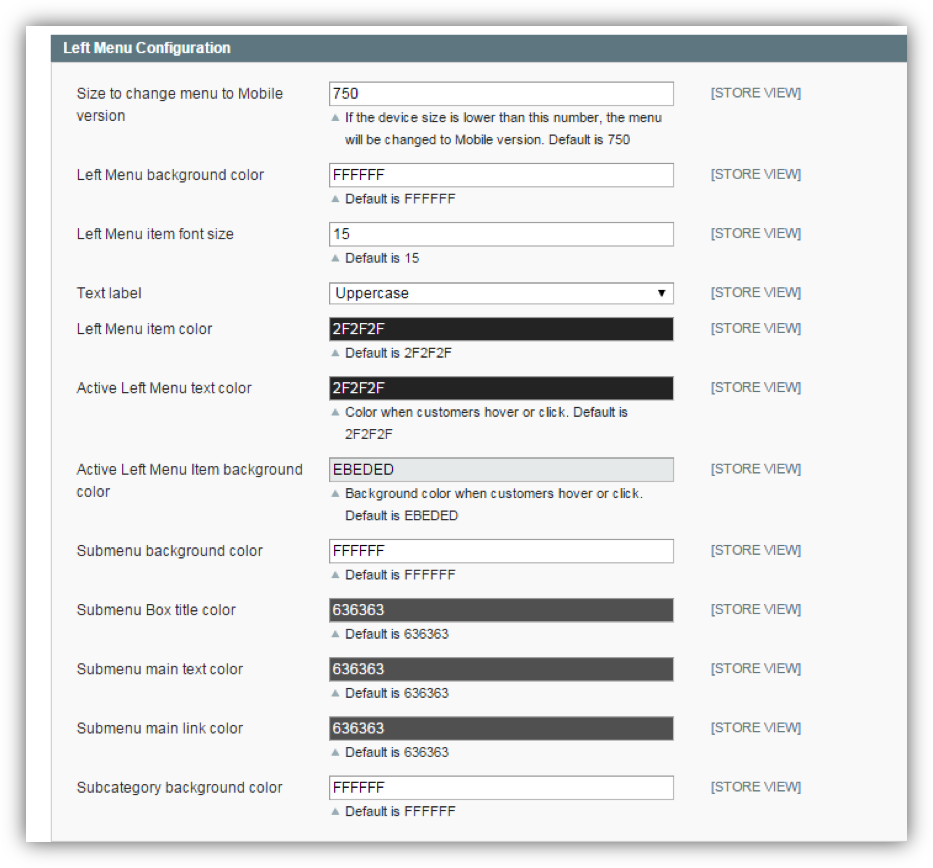 Left Menu Configuration
Size to change menu to Mobile
version
750
[STORE VIEW]
▲ If the device size is lower than this number, the menu
will be changed to Mobile version. Default is 750
Left Menu background color
FFFFFF
[STORE VIEW]
▲ Default is FFFFFF
Left Menu item font size
15
[STORE VIEW]
▲ Default is 15
Text label
Uppercase
[STORE VIEW]
Left Menu item color
2F2F2F
[STORE VIEW]
▲ Default is 2F2F2F
Active Left Menu text color
2F2F2F
[STORE VIEW]
▲ Color when customers hover or click. Default is
2F2F2F
Active Left Menu Item background
color
EBEDED
[STORE VIEW]
▲ Background color when customers hover or click.
Default is EBEDED
Submenu background color
FFFFFF
[STORE VIEW]
▲ Default is FFFFFF
Submenu Box title color
636363
[STORE VIEW]
▲ Default is 636363
Submenu main text color
636363
[STORE VIEW]
▲ Default is 636363
Submenu main link color
636363
[STORE VIEW]
▲ Default is 636363
Subcategory background color
FFFFFF
[STORE VIEW]
▲ Default is FFFFFF